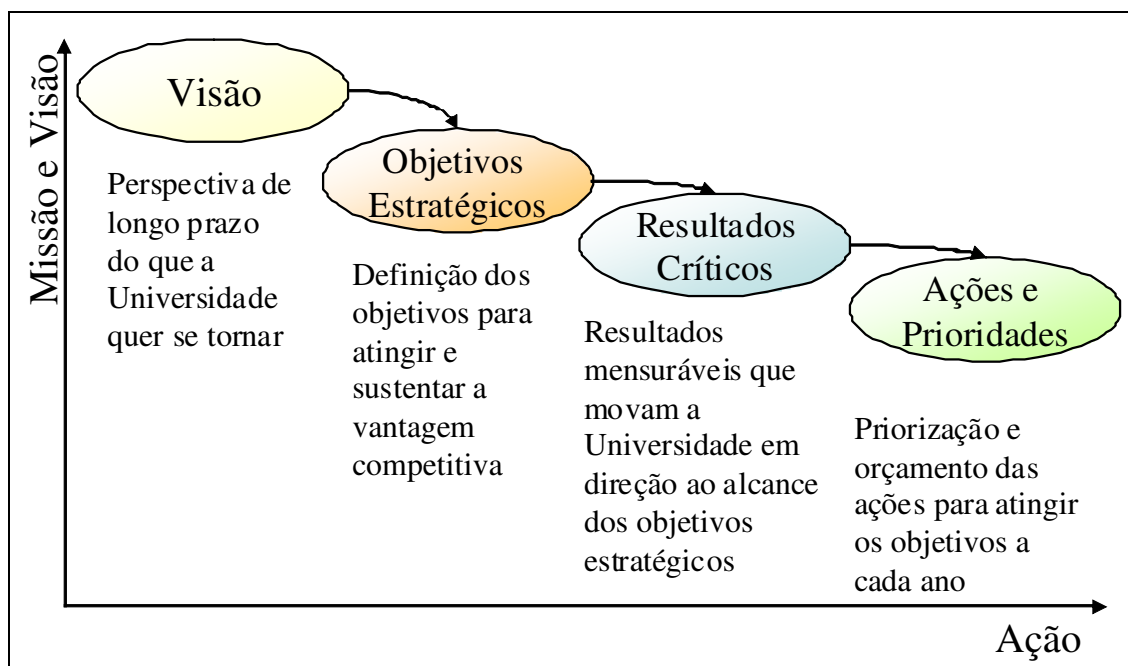 Missão e Visão
Visão
Perspectiva de
longo prazo
do que a
Universidade
quer se tornar
Objetivos
Estratégicos
Definição dos
objetivos para
atingir e
sustentar a
vantagem
competitiva
Resultados
Críticos
Resultados
mensuráveis que
movam a
Universidade em
direção ao alcance
dos objetivos
estratégicos
Ações e
Prioridades
Priorização e
orçamento das
ações para atingir
os objetivos a
cada ano
Ação